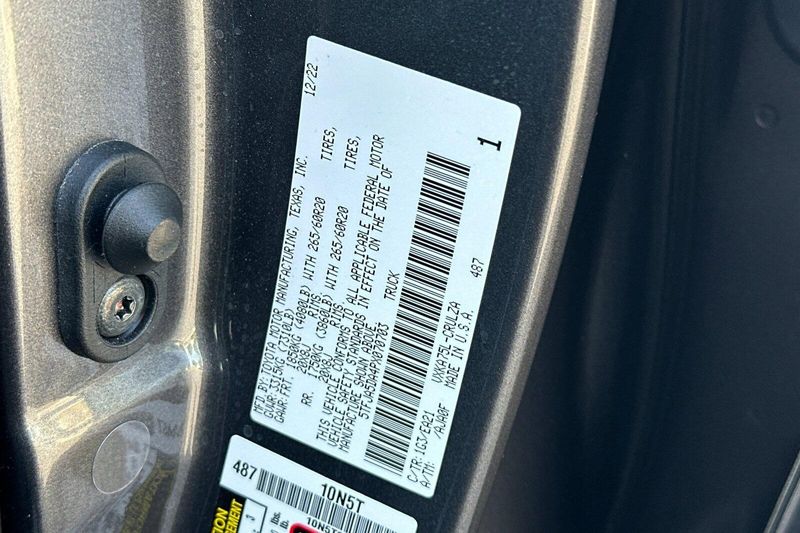 MFD.BY:TOYOTA MOTOR MANUFACTURING, TEXAS, INC. 12/22
GVWR:3315KG (7310LB)
GAWR:FRT. 1850KG (4080LB) WITH 265/60R20 TIRES,
20X8J RIMS,
RR. 1750KG (3860LB) WITH 265/60R20 TIRES,
20X8J RIMS,
THIS VEHICLE CONFORMS TO ALL APPLICABLE FEDERAL MOTOR
VEHICLE SAFETY STANDARDS IN EFFECT ON THE DATE OF
MANUFACTURE SHOWN ABOVE.
TRUCK
C/TR:1G3/EA21 VXKA75L-CRULZA 487
A/TM: /AJA0F MADE IN U.S.A.
1
487
10N5T